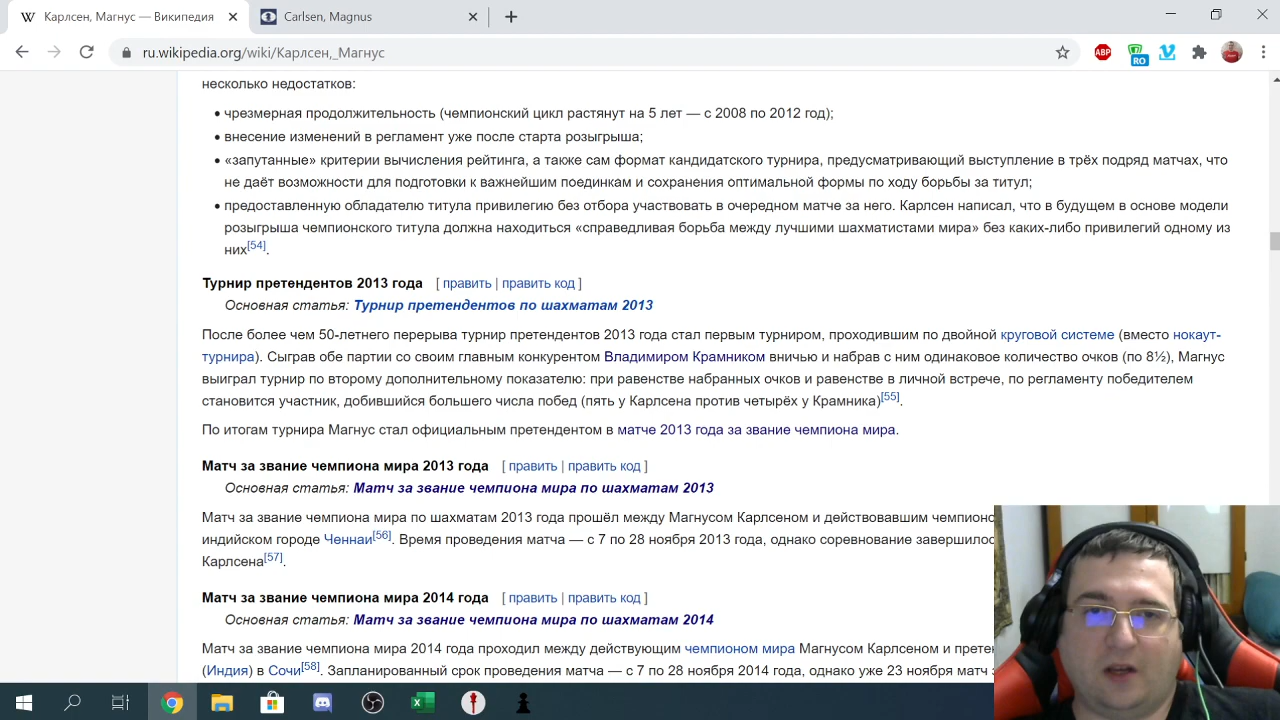 Карлсен, Магнус — Википедия
Carlsen, Magnus
ru.wikipedia.org/wiki/Карлсен,_Магнус
ABP
RO
несколько недостатков:
• чрезмерная продолжительность (чемпионский цикл растянут на 5 лет — с 2008 по 2012 год);
• внесение изменений в регламент уже после старта розыгрыша;
• «запутанные» критерии вычисления рейтинга, а также сам формат кандидатского турнира, предусматривающий выступление в трёх подряд матчах, что
не даёт возможности для подготовки к важнейшим поединкам и сохранения оптимальной формы по ходу борьбы за титул;
• предоставленную обладателю титула привилегию без отбора участвовать в очередном матче за него. Карлсен написал, что в будущем в основе модели
розыгрыша чемпионского титула должна находиться «справедливая борьба между лучшими шахматистами мира» без каких-либо привилегий одному из
них[54].
Турнир претендентов 2013 года [ править | править код ]
Основная статья: Турнир претендентов по шахматам 2013
После более чем 50-летнего перерыва турнир претендентов 2013 года стал первым турниром, проходившим по двойной круговой системе (вместо нокаут-
турнира). Сыграв обе партии со своим главным конкурентом Владимиром Крамником вничью и набрав с ним одинаковое количество очков (по 8½), Магнус
выиграл турнир по второму дополнительному показателю: при равенстве набранных очков и равенстве в личной встрече, по регламенту победителем
становится участник, добившийся большего числа побед (пять у Карлсена против четырёх у Крамника)[55].
По итогам турнира Магнус стал официальным претендентом в матче 2013 года за звание чемпиона мира.
Матч за звание чемпиона мира 2013 года [ править | править код ]
Основная статья: Матч за звание чемпиона мира по шахматам 2013
Матч за звание чемпиона мира по шахматам 2013 года прошёл между Магнусом Карлсеном и действовавшим чемпионо
индийском городе Ченнаи[56]. Время проведения матча — с 7 по 28 ноября 2013 года, однако соревнование завершилос
Карлсена[57].
Матч за звание чемпиона мира 2014 года [ править | править код ]
Основная статья: Матч за звание чемпиона мира по шахматам 2014
Матч за звание чемпиона мира 2014 года проходил между действующим чемпионом мира Магнусом Карлсеном и претен
(Индия) в Сочи[58]. Запланированный срок проведения матча — с 7 по 28 ноября 2014 года, однако уже 23 ноября матч з